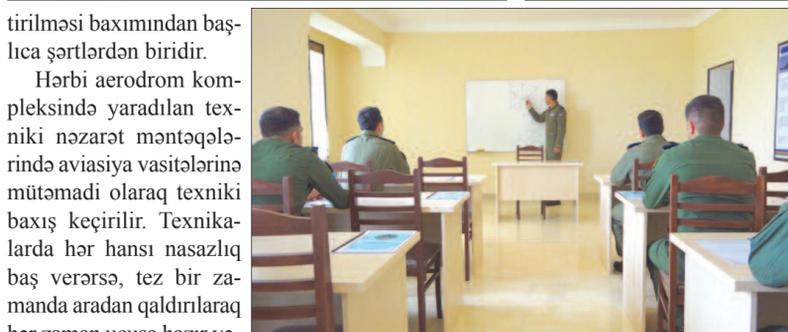 tirilməsi baxımından baş-
lıca şərtlərdən biridir.
Hərbi aerodrom kom-
pleksində yaradılan tex-
niki nəzarət məntəqələ-
rində aviasiya vasitələrinə
mütəmadi olaraq texniki
baxış keçirilir. Texnika-
larda hər hansı nasazlıq
baş verərsə, tez bir za-
manda aradan qaldırılaraq